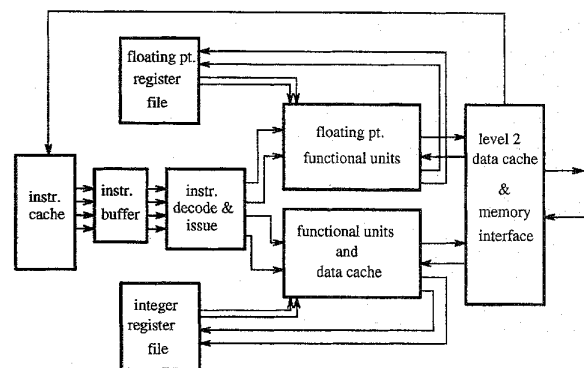 floating pt.
register
file
floating pt.
functional units
level 2
data cache
&
memory
interface
instr.
cache
instr.
buffer
instr.
decode &
issue
functional units
and
data cache
integer
register
file